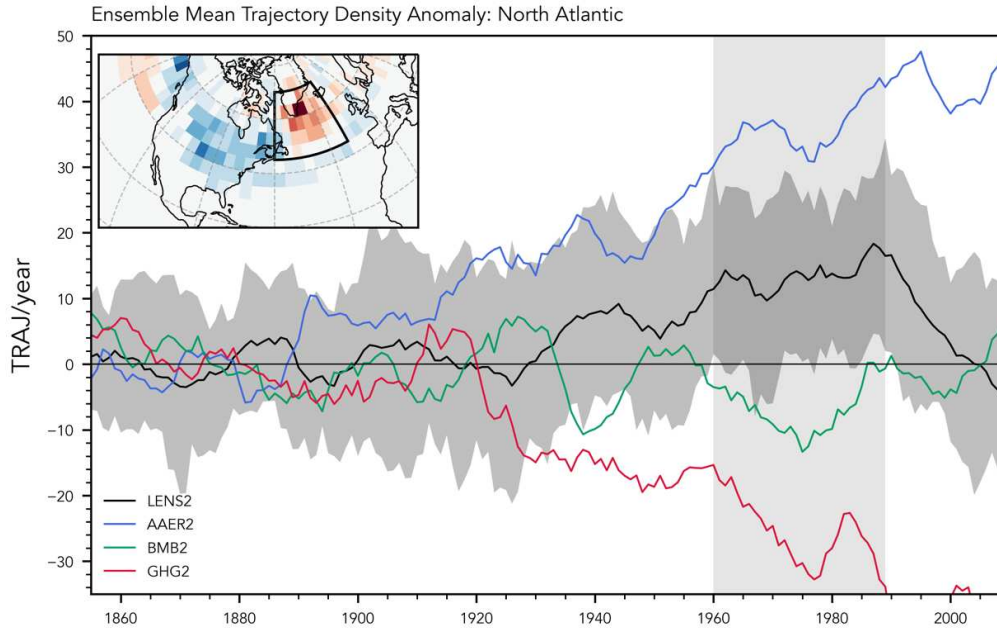 Ensemble Mean Trajectory Density Anomaly: North Atlantic
TRAJ/year
50
40
30
20
10
0
−10
−20
−30
LENS2
AAER2
BMB2
GHG2
1860
1880
1900
1920
1940
1960
1980
2000